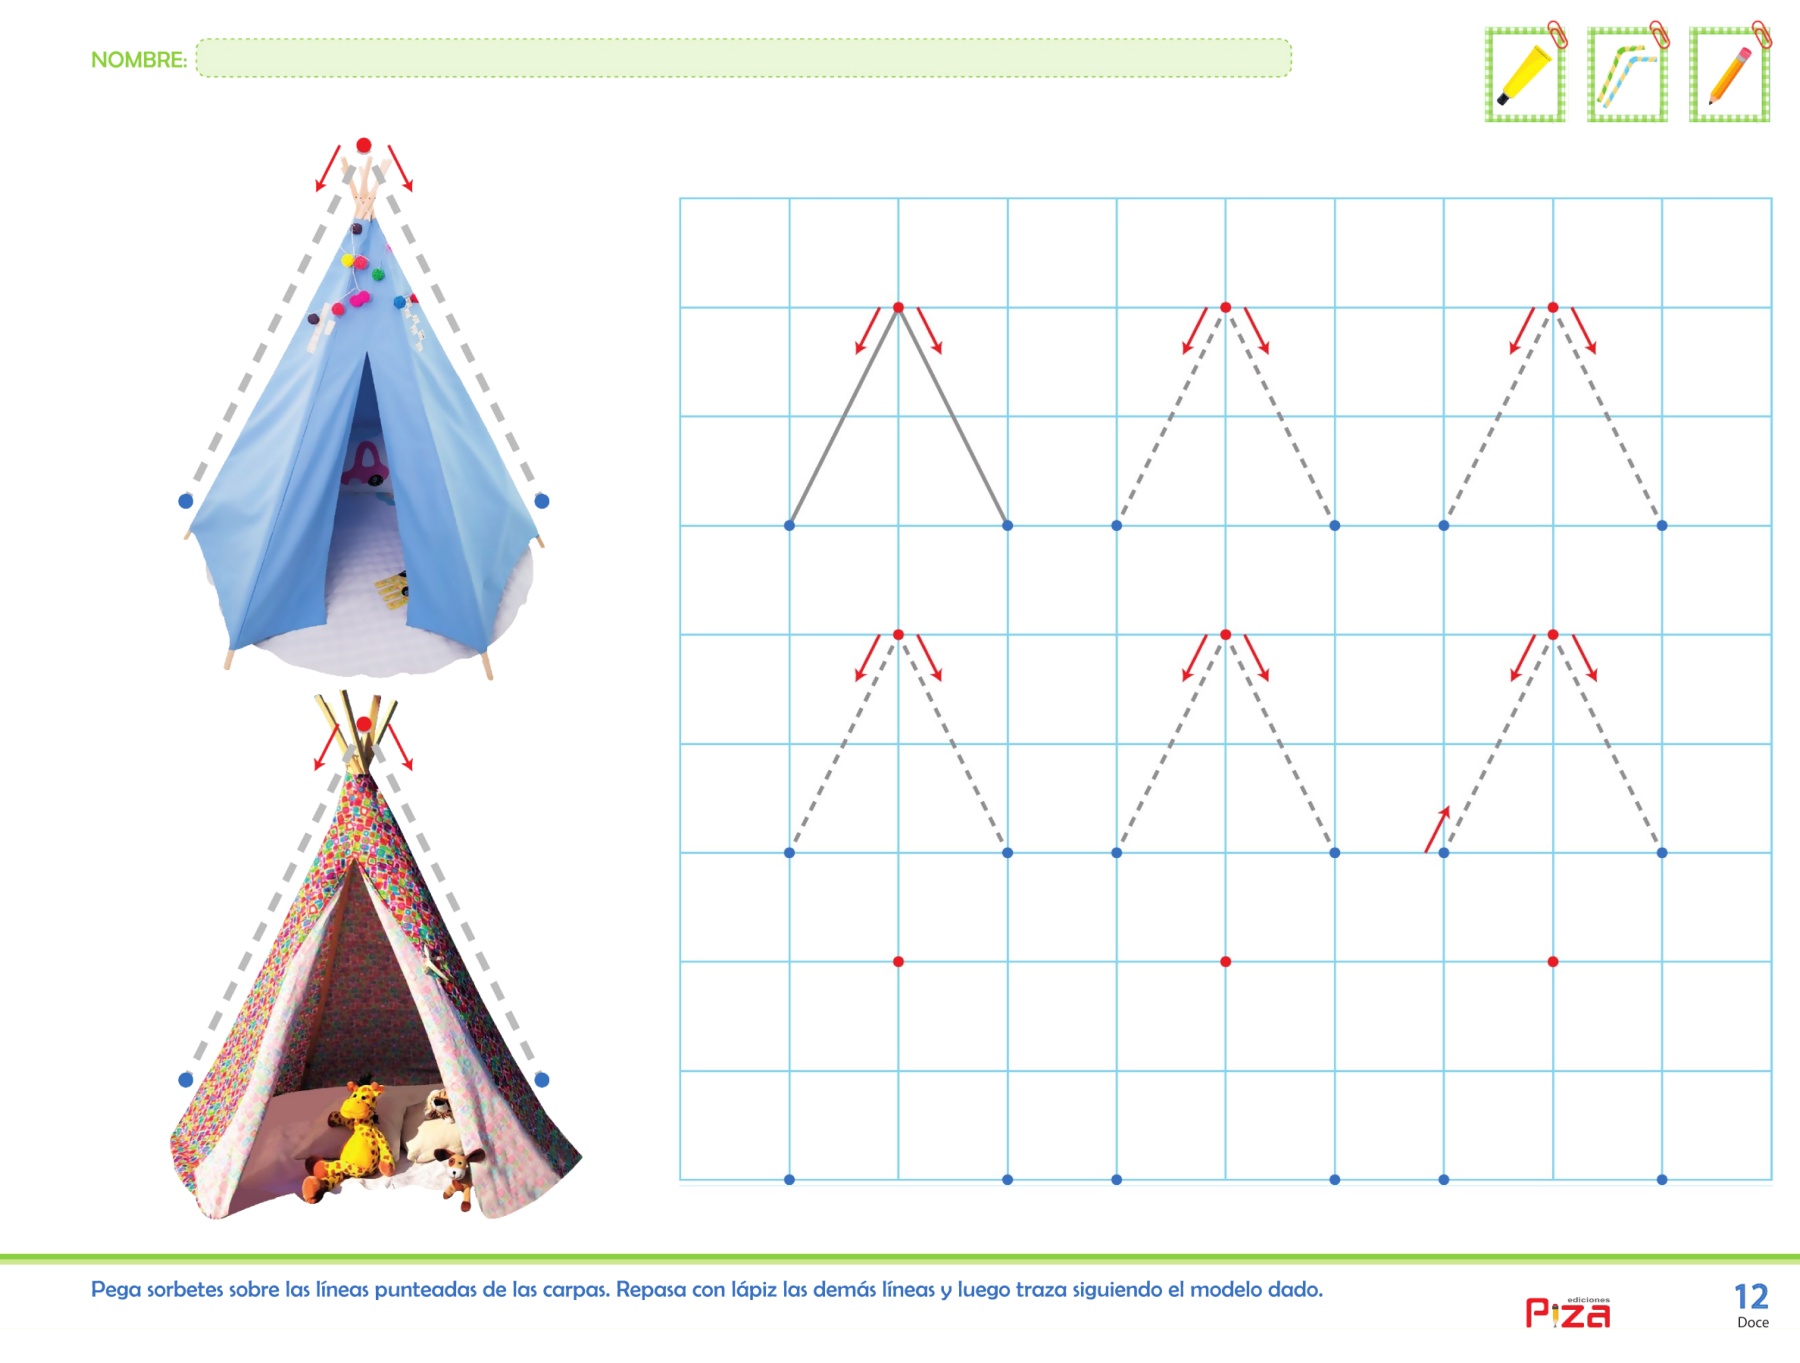 NOMBRE:
Pega sorbetes sobre las líneas punteadas de las carpas. Repasa con lápiz las demás líneas y luego traza siguiendo el modelo dado.
ediciones
Piza
12
Doce